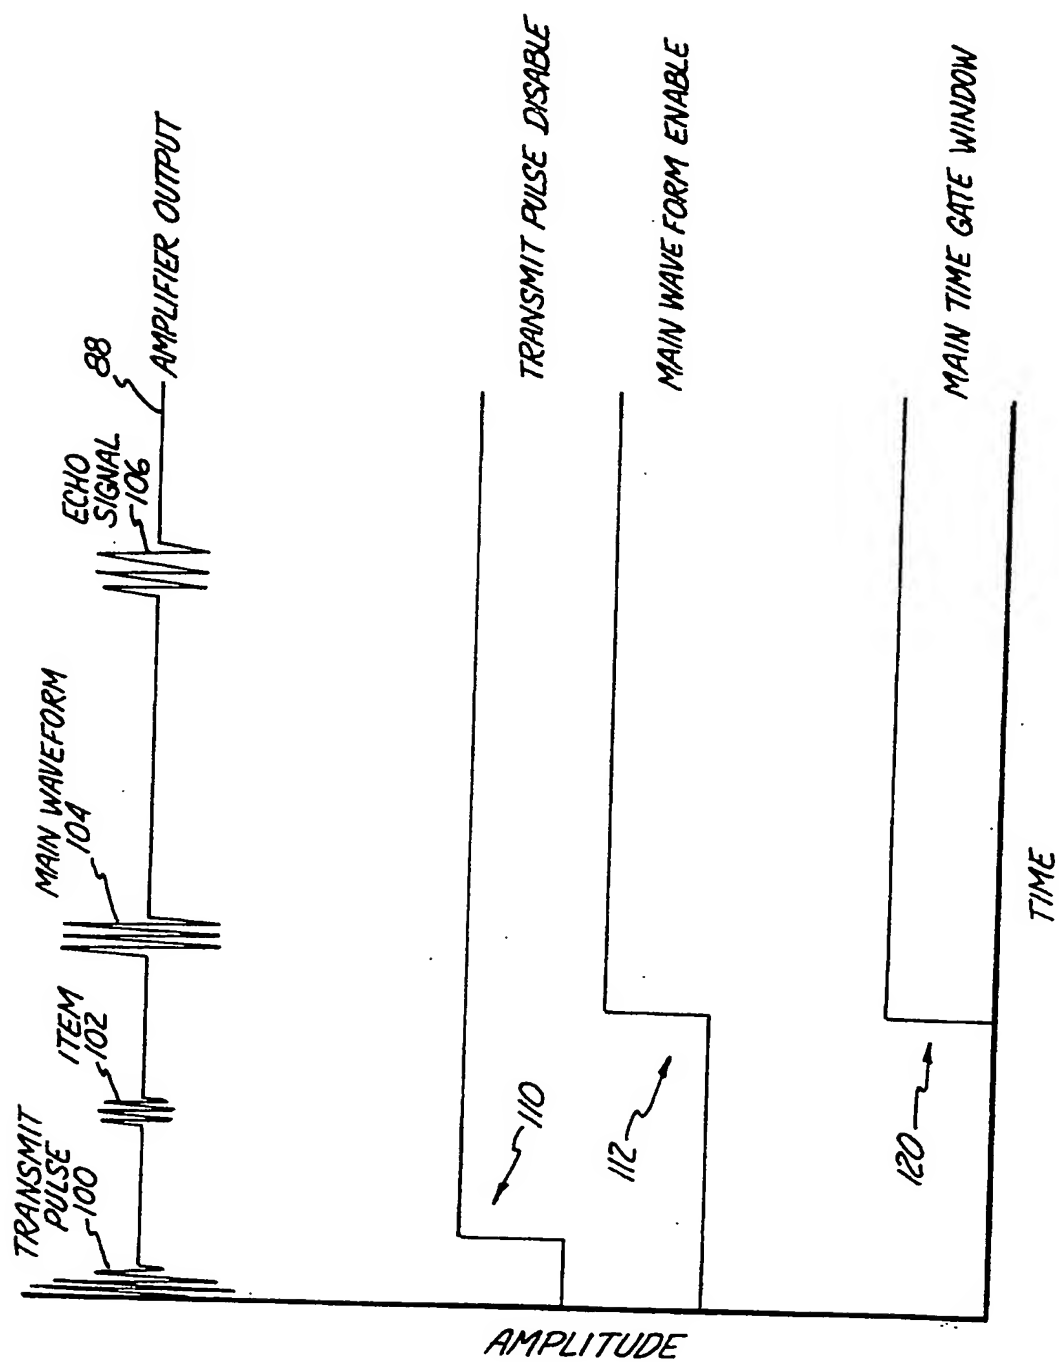 TRANSMIT
PULSE
100
ITEM
102
MAIN WAVEFORM
104
ECHO
SIGNAL
106
88
AMPLIFIER OUTPUT
110
TRANSMIT PULSE DISABLE
112
MAIN WAVE FORM ENABLE
120
MAIN TIME GATE WINDOW
AMPLITUDE
TIME